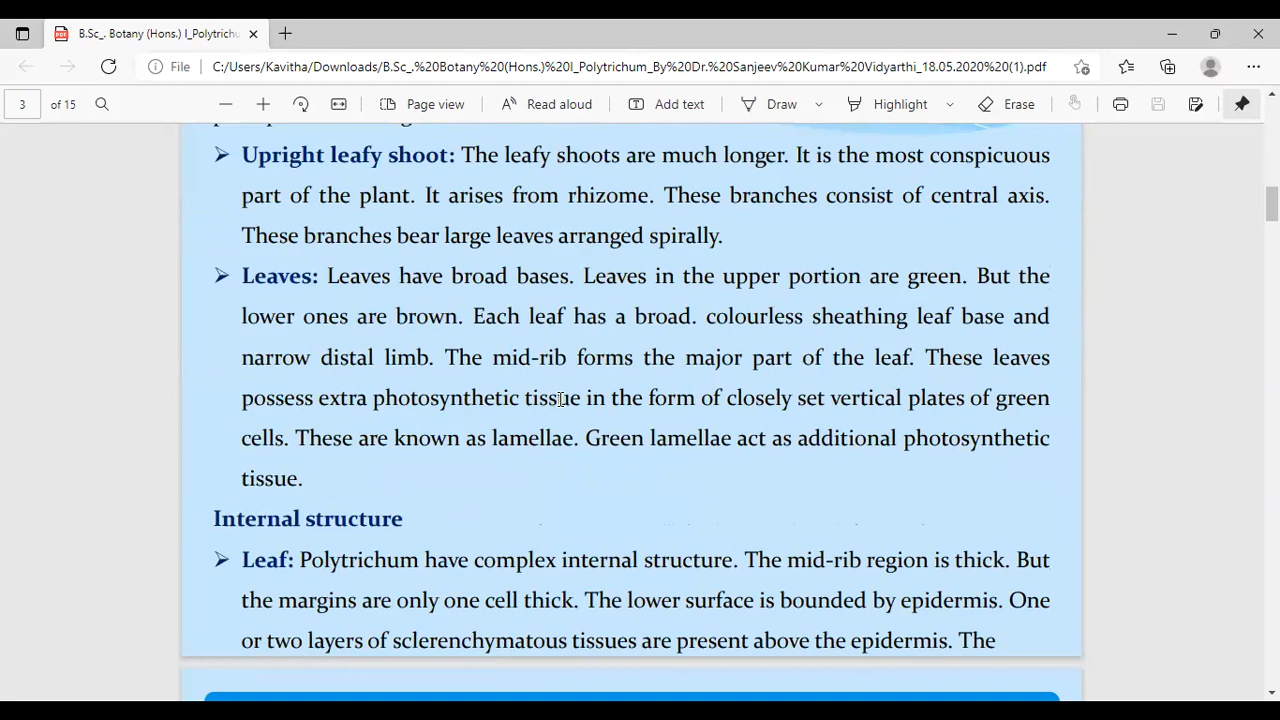 B.Sc_. Botany (Hons.) I_Polytrichu
File C:/Users/Kavitha/Downloads/B.Sc_.%20Botany%20(Hons.)%20I_Polytrichum_By%20Dr.%20Sanjeev%20Kumar%20Vidyarthi_18.05.2020%20(1).pdf
3 of 15 Page view Read aloud Add text Draw Highlight Erase
Upright leafy shoot: The leafy shoots are much longer. It is the most conspicuous
part of the plant. It arises from rhizome. These branches consist of central axis.
These branches bear large leaves arranged spirally.
Leaves: Leaves have broad bases. Leaves in the upper portion are green. But the
lower ones are brown. Each leaf has a broad. colourless sheathing leaf base and
narrow distal limb. The mid-rib forms the major part of the leaf. These leaves
possess extra photosynthetic tissue in the form of closely set vertical plates of green
cells. These are known as lamellae. Green lamellae act as additional photosynthetic
tissue.
Internal structure
Leaf: Polytrichum have complex internal structure. The mid-rib region is thick. But
the margins are only one cell thick. The lower surface is bounded by epidermis. One
or two layers of sclerenchymatous tissues are present above the epidermis. The